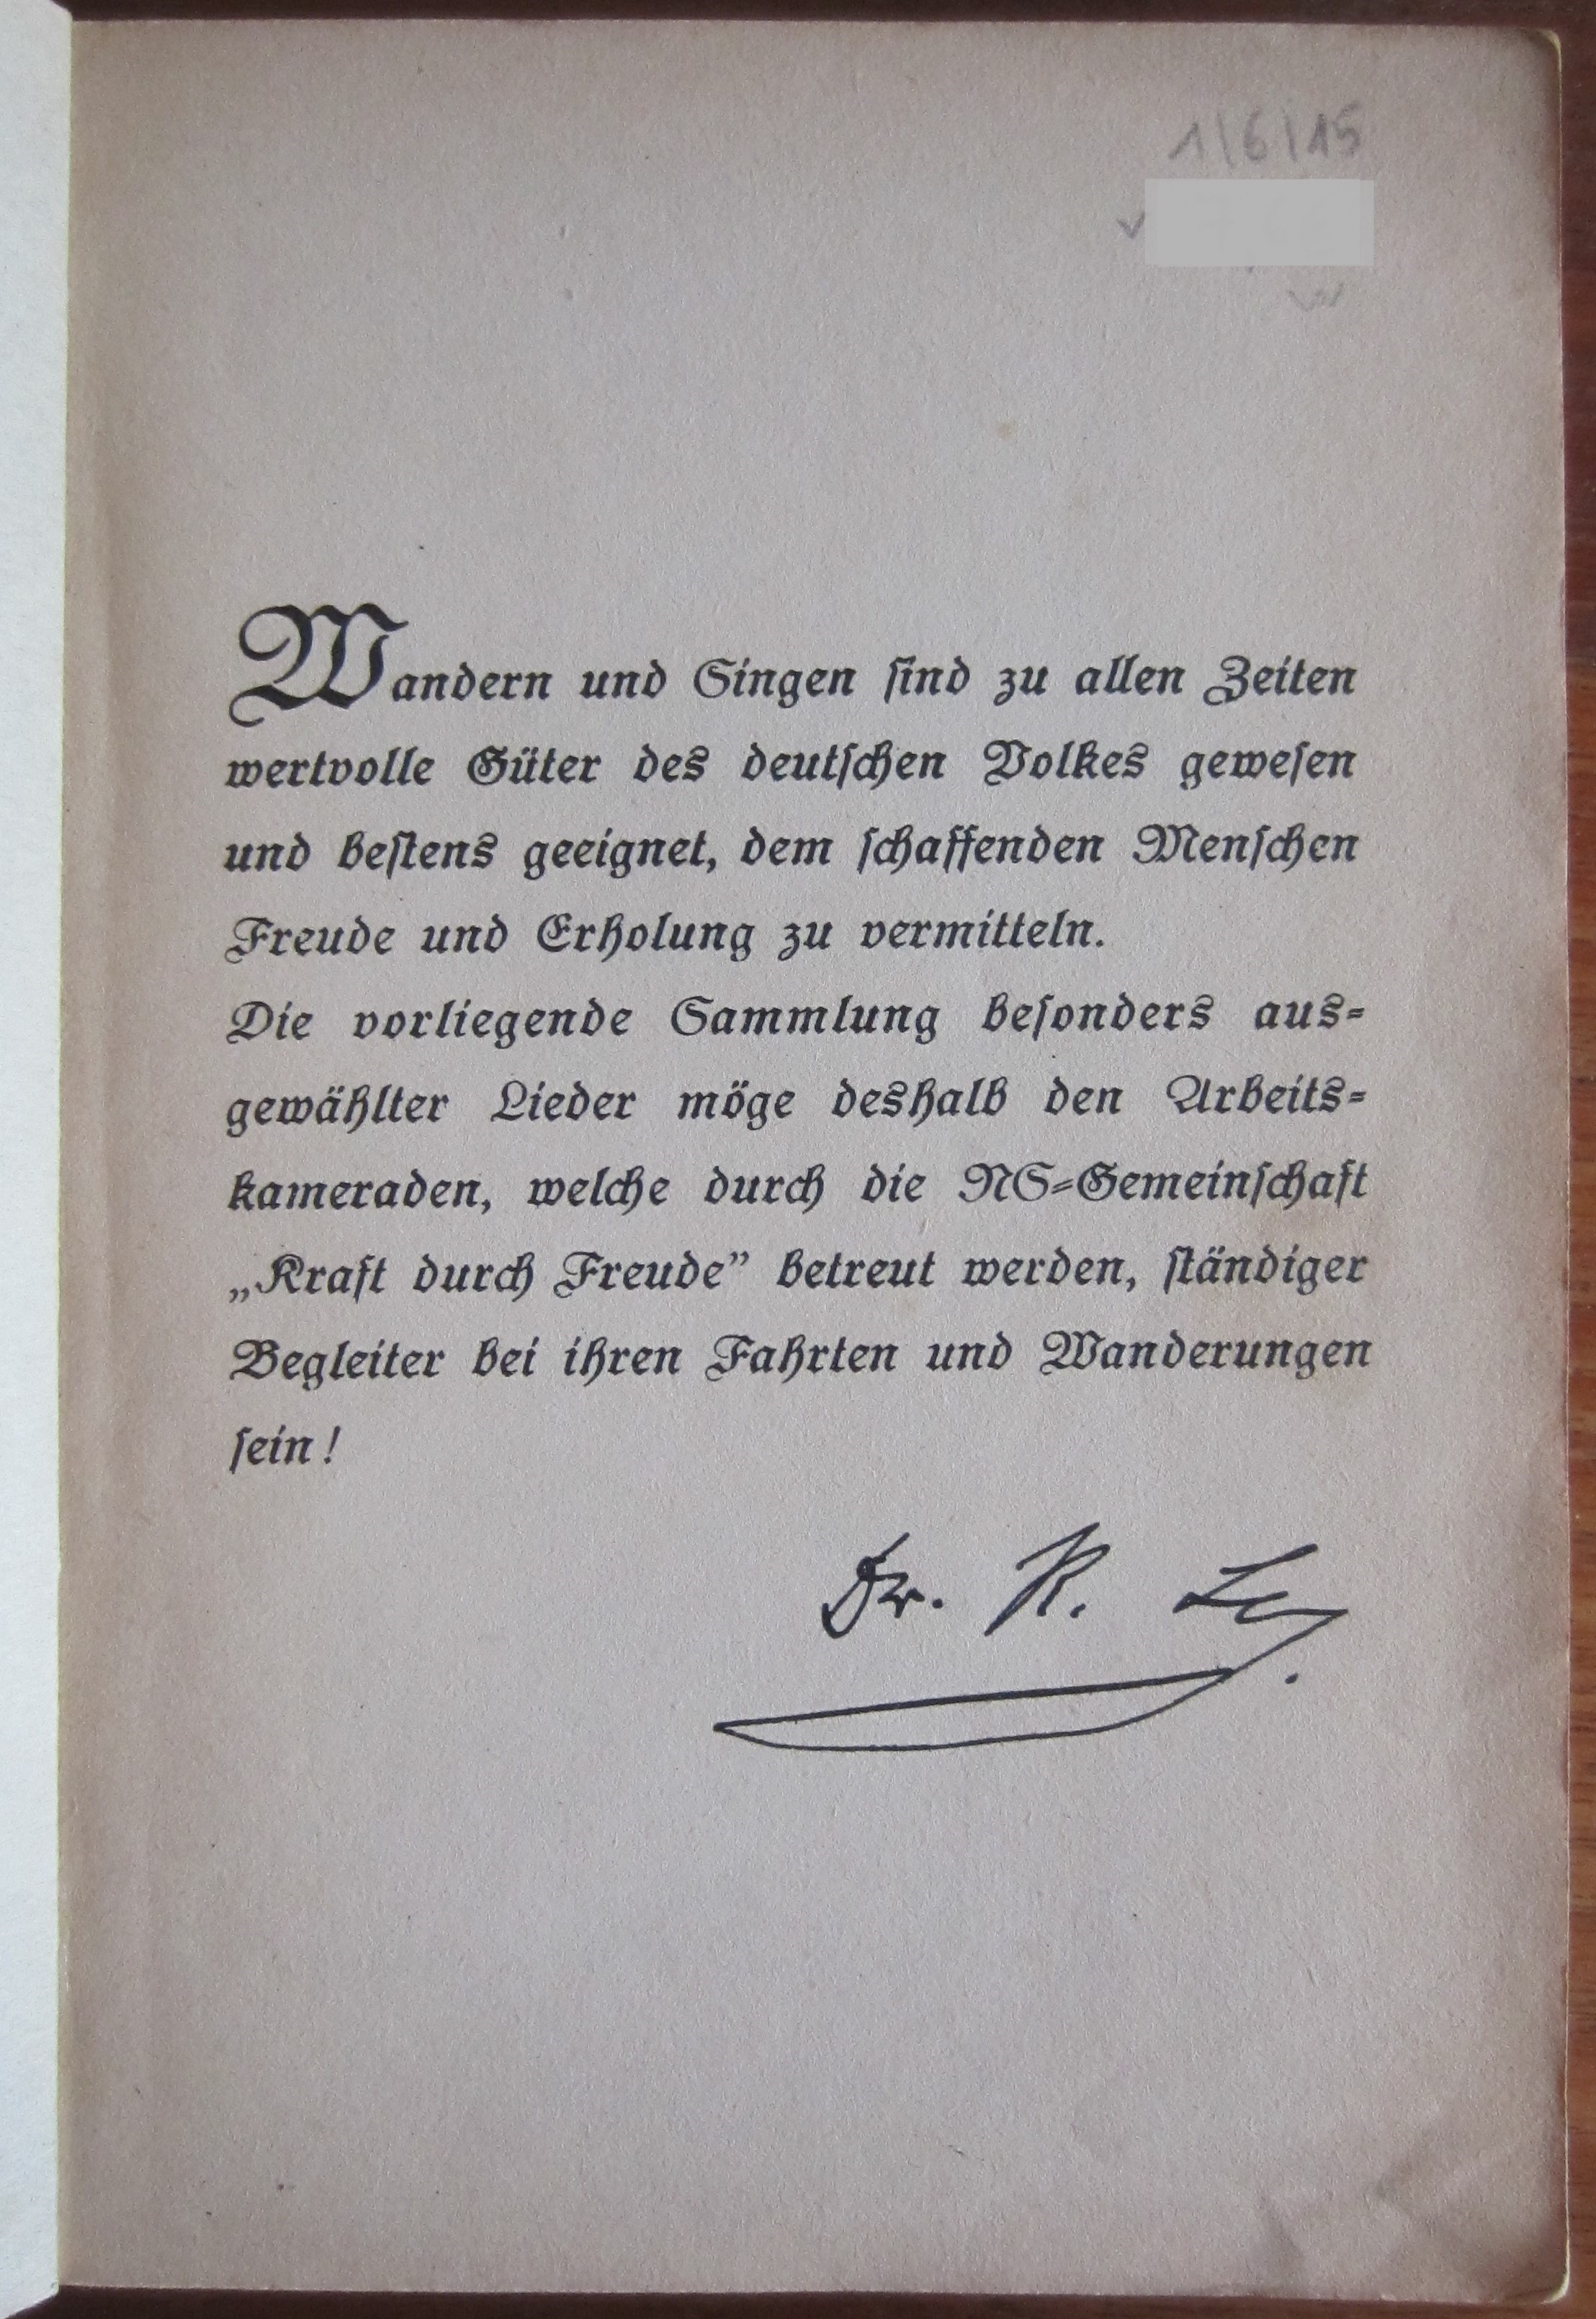 1/6/15
Wandern und Singen sind zu allen Zeiten
wertvolle Güter des deutschen Volkes gewesen
und bestens geeignet, dem schaffenden Menschen
Freude und Erholung zu vermitteln.
Die vorliegende Sammlung besonders aus-
gewählter Lieder möge deshalb den Arbeits-
kameraden, welche durch die NS-Gemeinschaft
„Kraft durch Freude” betreut werden, ständiger
Begleiter bei ihren Fahrten und Wanderungen
sein!
Dr. R. Ley.